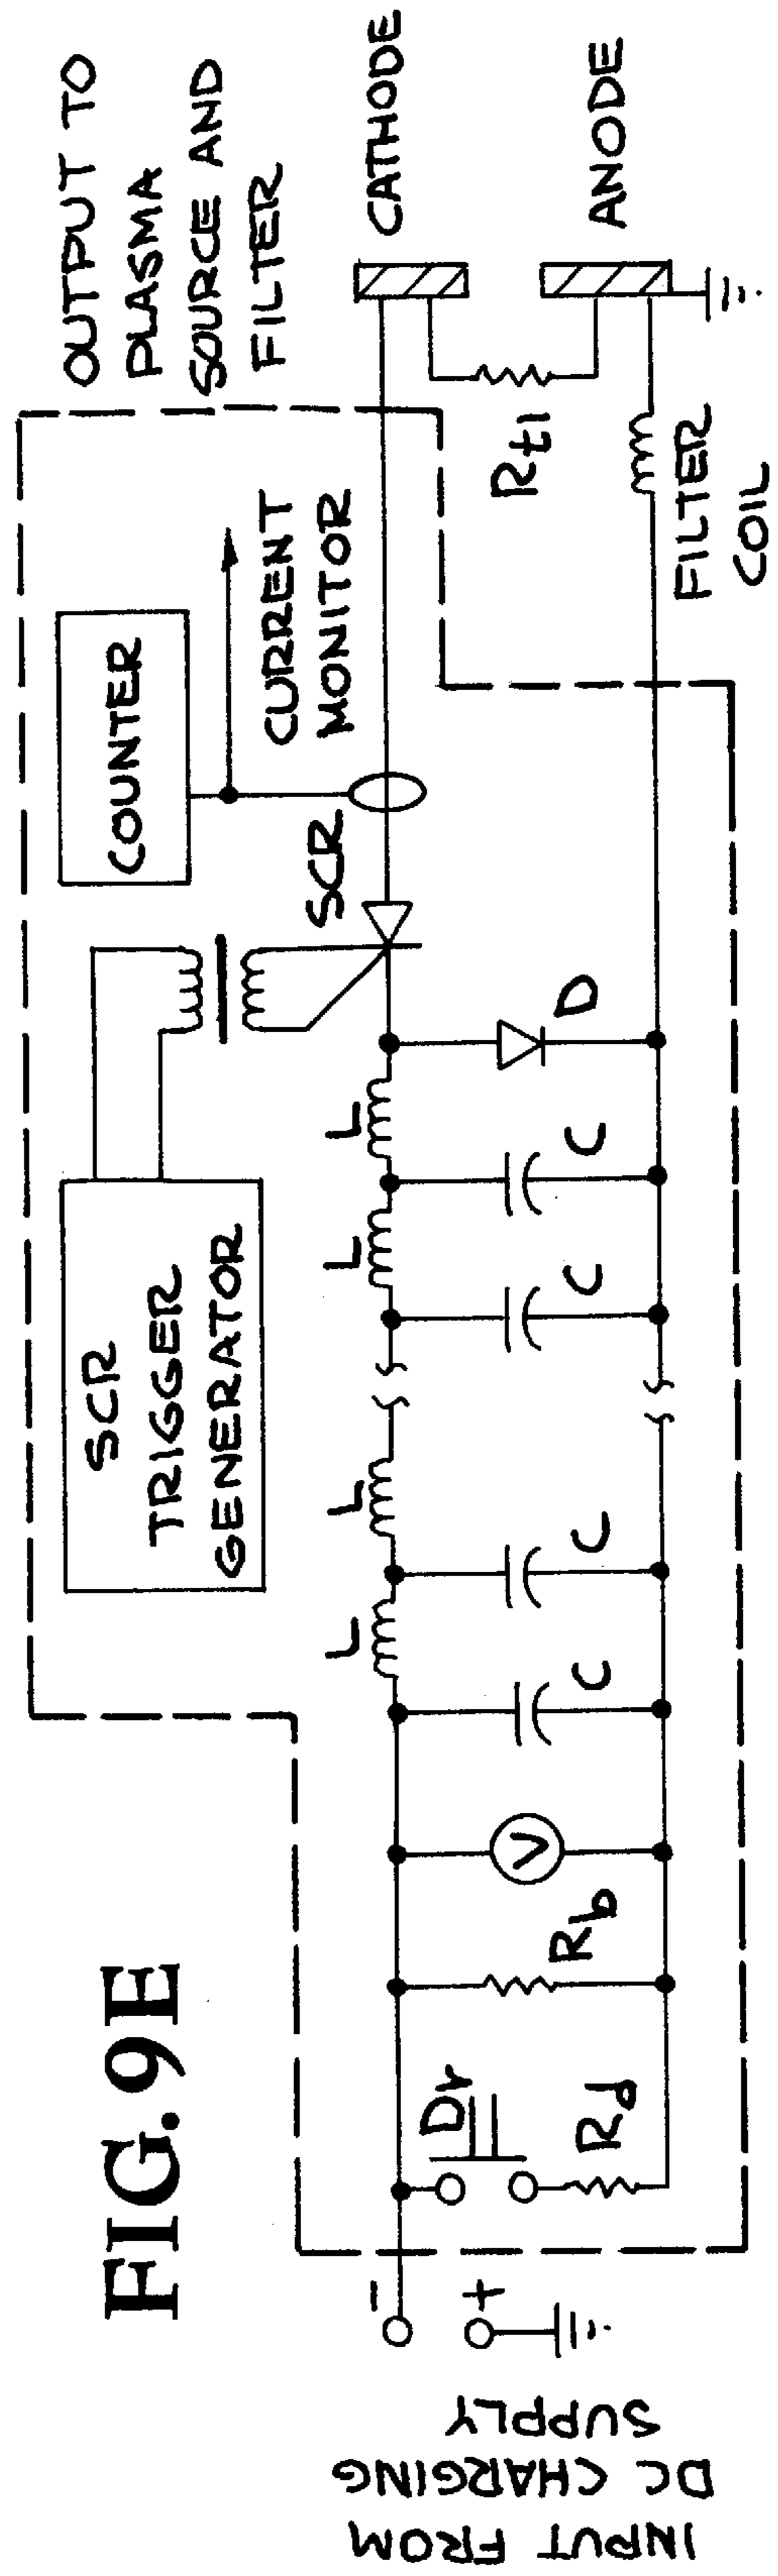 FIG. 9E
INPUT FROM
DC CHARGING
SUPPLY
−
+
Dr
Rd
Rb
V
C
L
C
L
C
L
C
L
D
SCR
TRIGGER
GENERATOR
SCR
COUNTER
CURRENT
MONITOR
OUTPUT TO
PLASMA
SOURCE AND
FILTER
CATHODE
ANODE
Rt1
FILTER
COIL